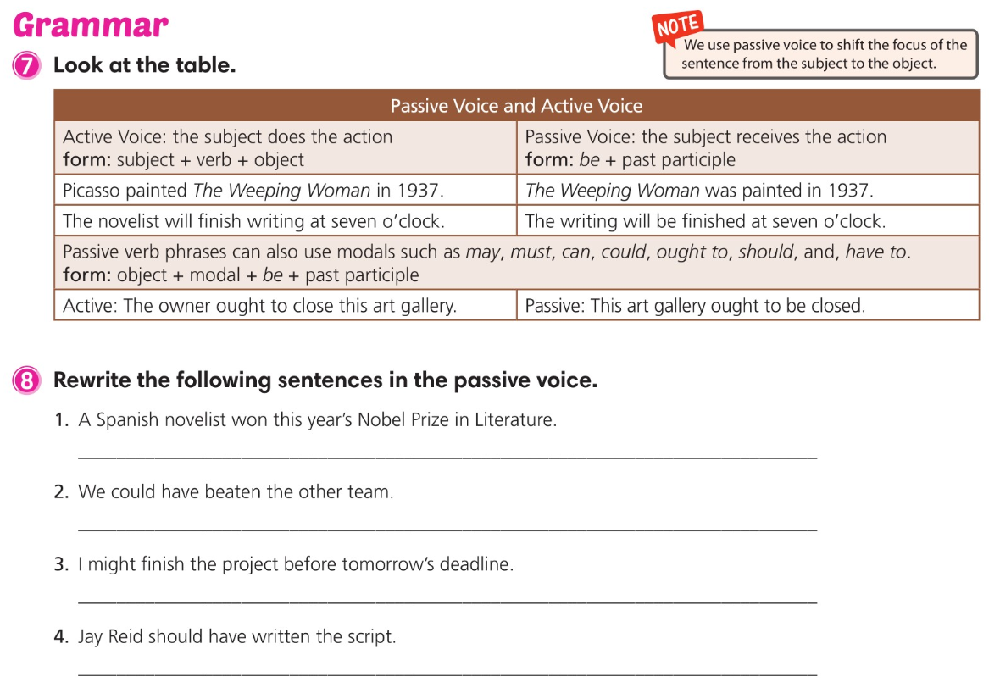 Grammar
NOTE
We use passive voice to shift the focus of the
sentence from the subject to the object.
7 Look at the table.
Passive Voice and Active Voice
Active Voice: the subject does the action
form: subject + verb + object
Passive Voice: the subject receives the action
form: be + past participle
Picasso painted The Weeping Woman in 1937.
The Weeping Woman was painted in 1937.
The novelist will finish writing at seven o’clock.
The writing will be finished at seven o’clock.
Passive verb phrases can also use modals such as may, must, can, could, ought to, should, and, have to.
form: object + modal + be + past participle
Active: The owner ought to close this art gallery.
Passive: This art gallery ought to be closed.
8 Rewrite the following sentences in the passive voice.
1. A Spanish novelist won this year’s Nobel Prize in Literature.
2. We could have beaten the other team.
3. I might finish the project before tomorrow’s deadline.
4. Jay Reid should have written the script.